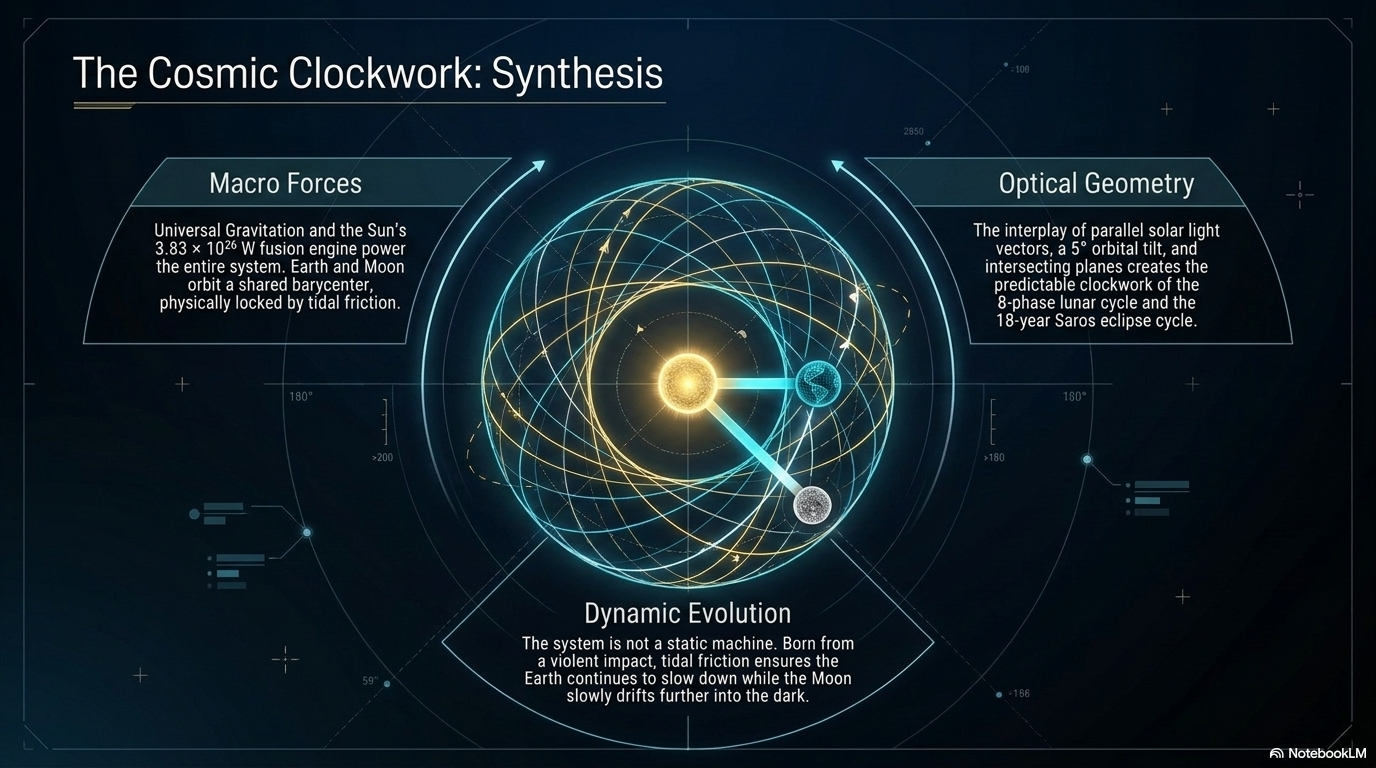 The Cosmic Clockwork: Synthesis
Macro Forces
Universal Gravitation and the Sun's
3.83 × 10²⁶ W fusion engine power
the entire system. Earth and Moon
orbit a shared barycenter,
physically locked by tidal friction.
Optical Geometry
The interplay of parallel solar light
vectors, a 5° orbital tilt, and
intersecting planes creates the
predictable clockwork of the
8-phase lunar cycle and the
18-year Saros eclipse cycle.
-100
2850
180°
>200
180°
>180
Dynamic Evolution
The system is not a static machine. Born from
a violent impact, tidal friction ensures the
Earth continues to slow down while the Moon
slowly drifts further into the dark.
59°
-186
NotebookLM